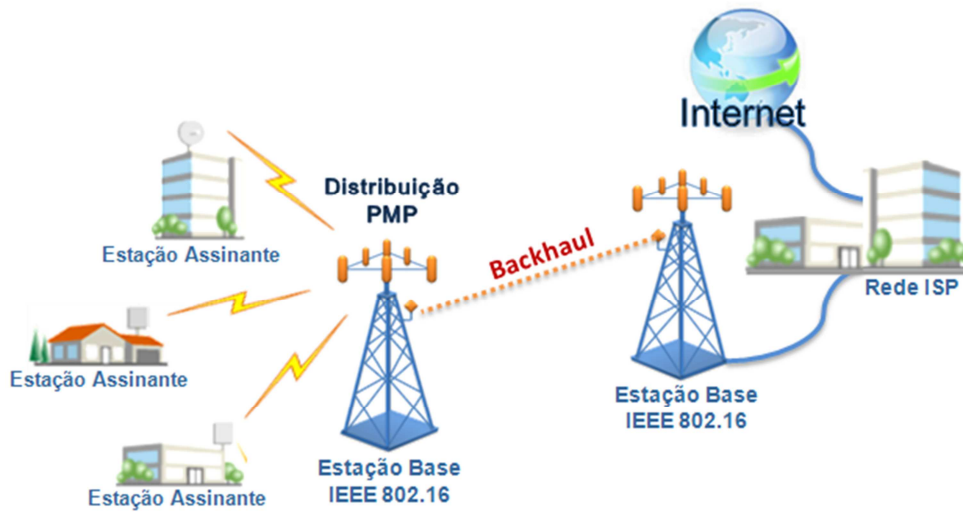 Internet
Distribuição
PMP
Backhaul
Estação Assinante
Rede ISP
Estação Assinante
Estação Base
IEEE 802.16
Estação Base
IEEE 802.16
Estação Assinante